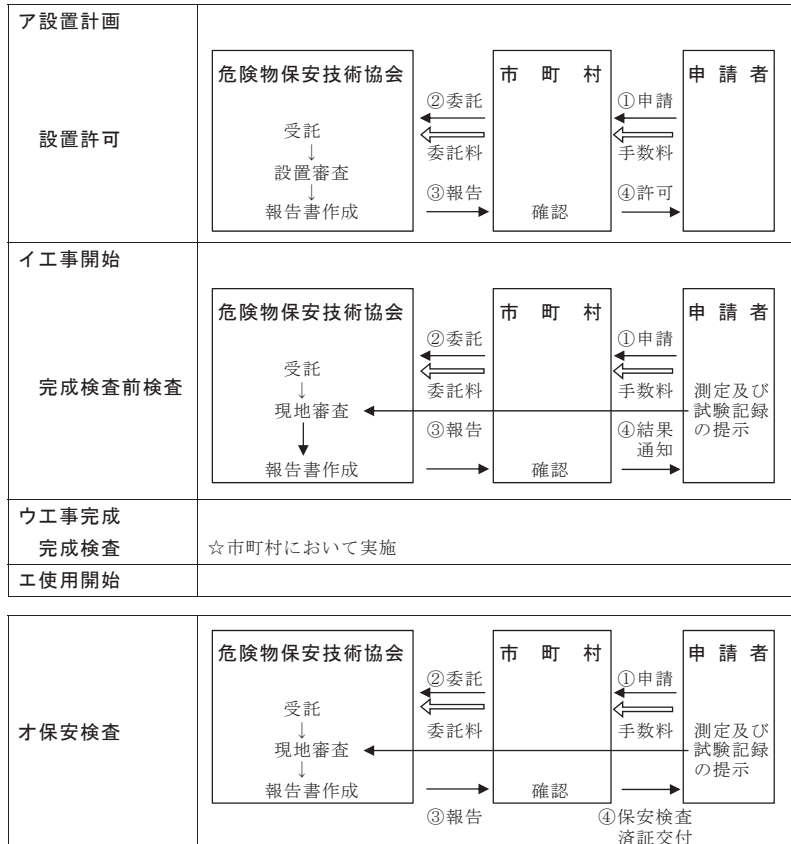 ア設置計画
危険物保安技術協会 市町村 申請者
②委託 ①申請
設置許可
受託
委託料 手数料
↓
設置審査
↓
③報告 ④許可
報告書作成 確認
イ工事開始
危険物保安技術協会 市町村 申請者
②委託 ①申請
受託
完成検査前検査
委託料 手数料 測定及び
↓
現地審査 試験記録
③報告 ④結果 の提示
通知
報告書作成 確認
ウ工事完成
完成検査 ☆市町村において実施
エ使用開始
危険物保安技術協会 市町村 申請者
②委託 ①申請
受託
オ保安検査
委託料 手数料 測定及び
↓
現地審査 試験記録
↓
の提示
報告書作成 確認
③報告 ④保安検査
済証交付